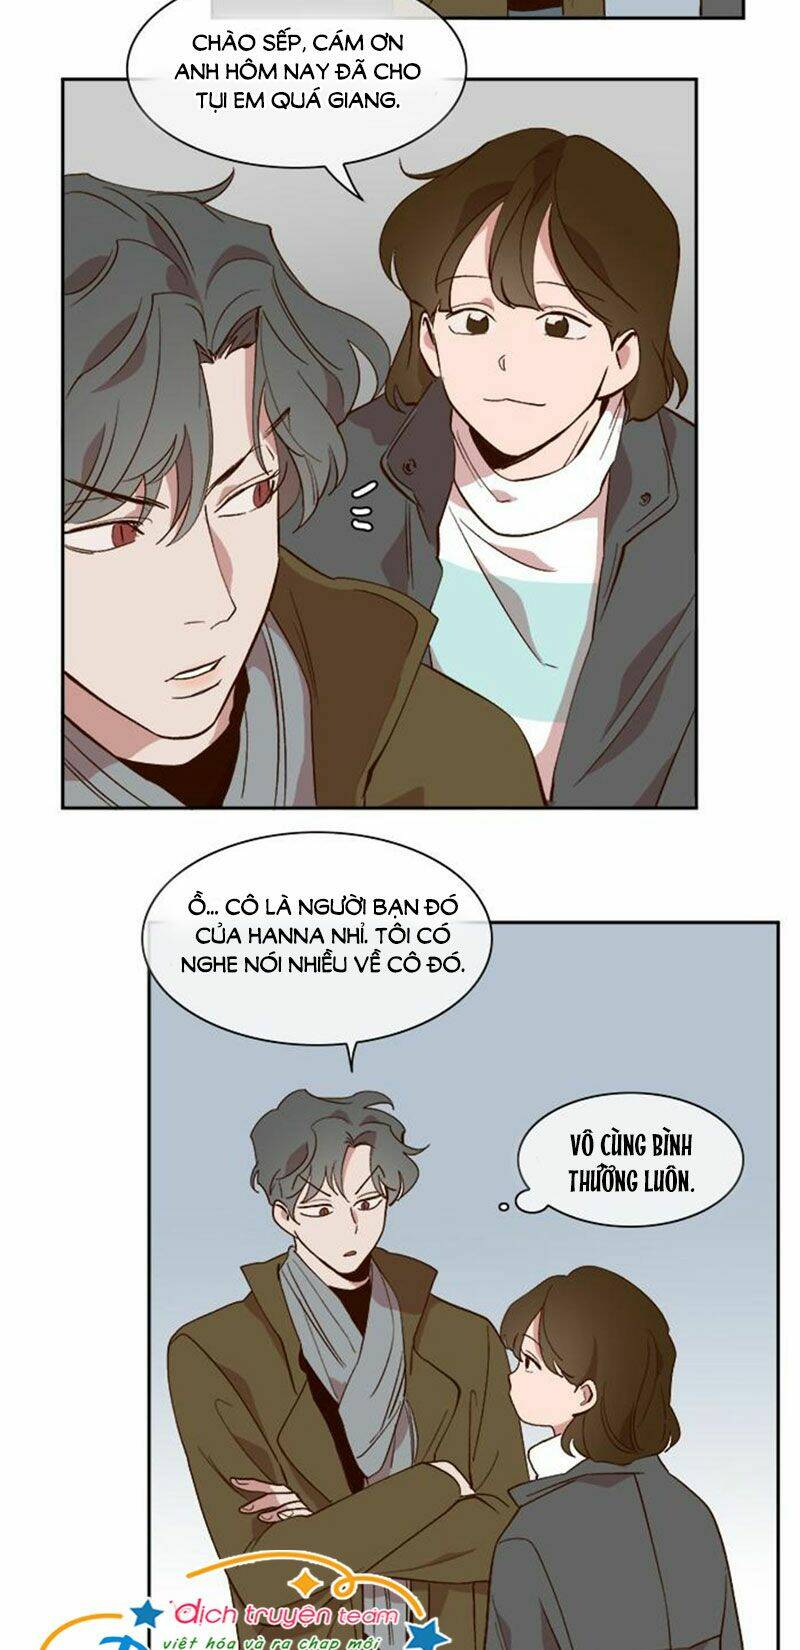 CHÀO SẾP, CÁM ƠN
ANH HÔM NAY ĐÃ CHO
TỤI EM QUÁ GIANG.
Ồ... CÔ LÀ NGƯỜI BẠN ĐÓ
CỦA HANNA NHỈ. TÔI CÓ
NGHE NÓI NHIỀU VỀ CÔ ĐÓ.
VÔ CÙNG BÌNH
THƯỜNG LUÔN.
dịch truyện team
việt hóa và ra chap mới